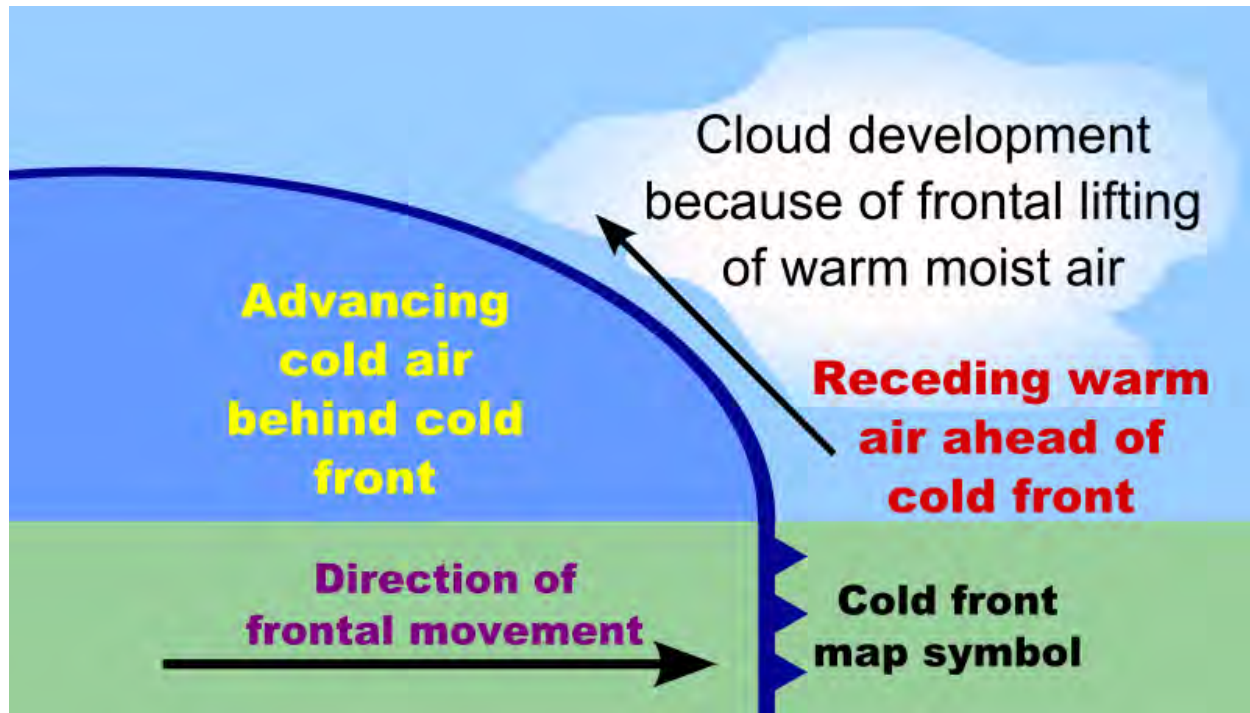 Cloud development
because of frontal lifting
of warm moist air
Advancing
cold air
behind cold
front
Receding warm
air ahead of
cold front
Direction of
frontal movement
Cold front
map symbol